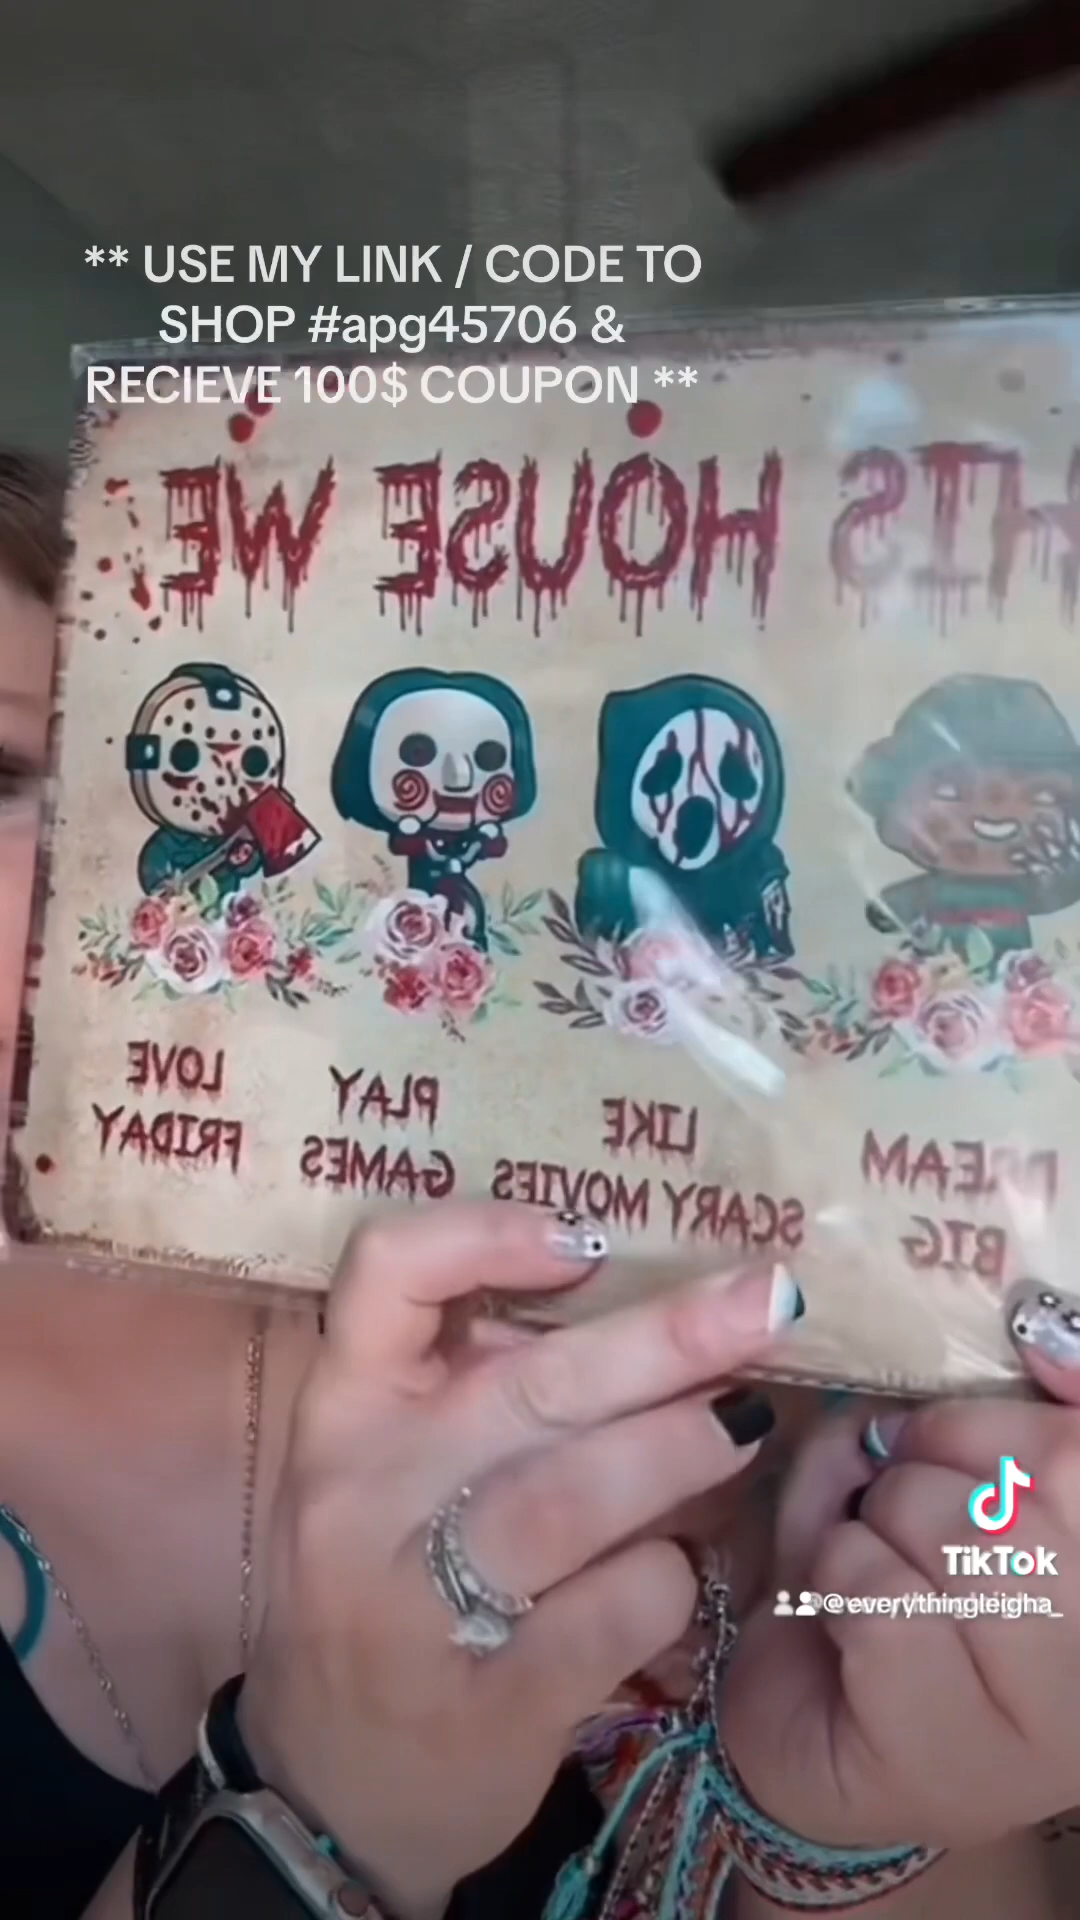 ** USE MY LINK / CODE TO
SHOP #apg45706 &
RECIEVE 100$ COUPON **
HOUSE WE
DREAM
BIG
LIKE
SCARY MOVIES
PLAY
GAMES
LOVE
FRIDAY
TikTok
@everythingleigha_